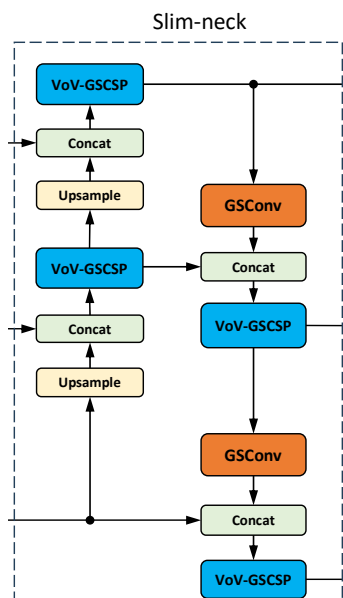 Slim-neck
VoV-GSCSP
Concat
Upsample
VoV-GSCSP
Concat
Upsample
GSConv
Concat
VoV-GSCSP
GSConv
Concat
VoV-GSCSP